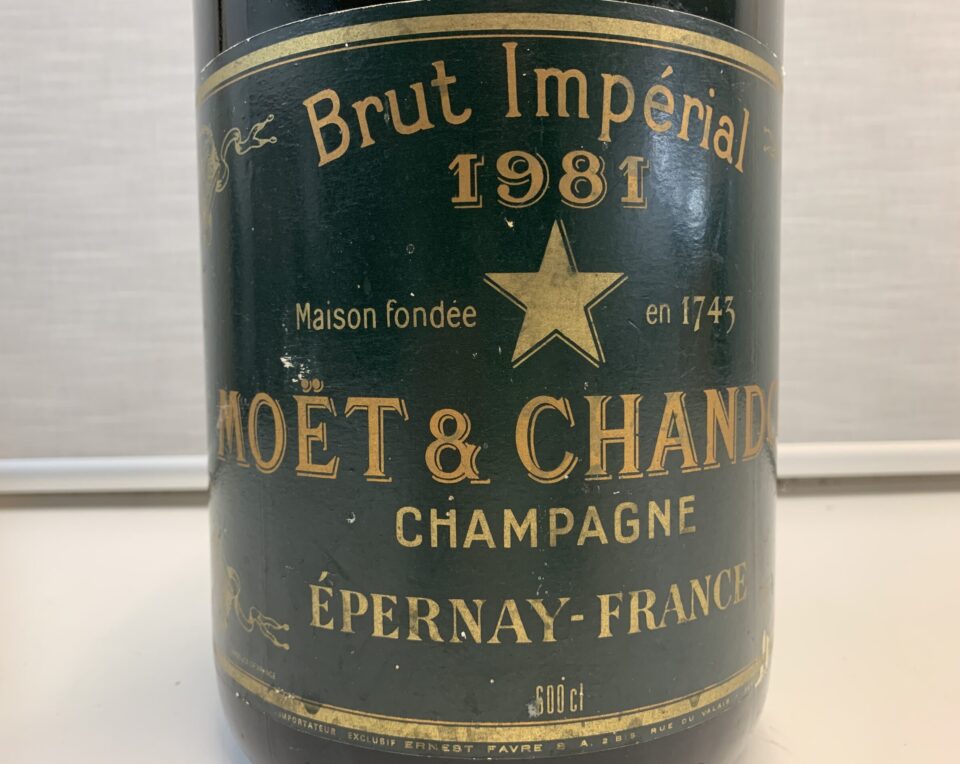 Brut Impérial
1981
Maison fondée en 1743
MOËT & CHANDO
CHAMPAGNE
ÉPERNAY-FRANCE
600 cl
IMPORTATEUR EXCLUSIF ERNEST FAVRE S A. 2 BIS RUE DU VALAIS